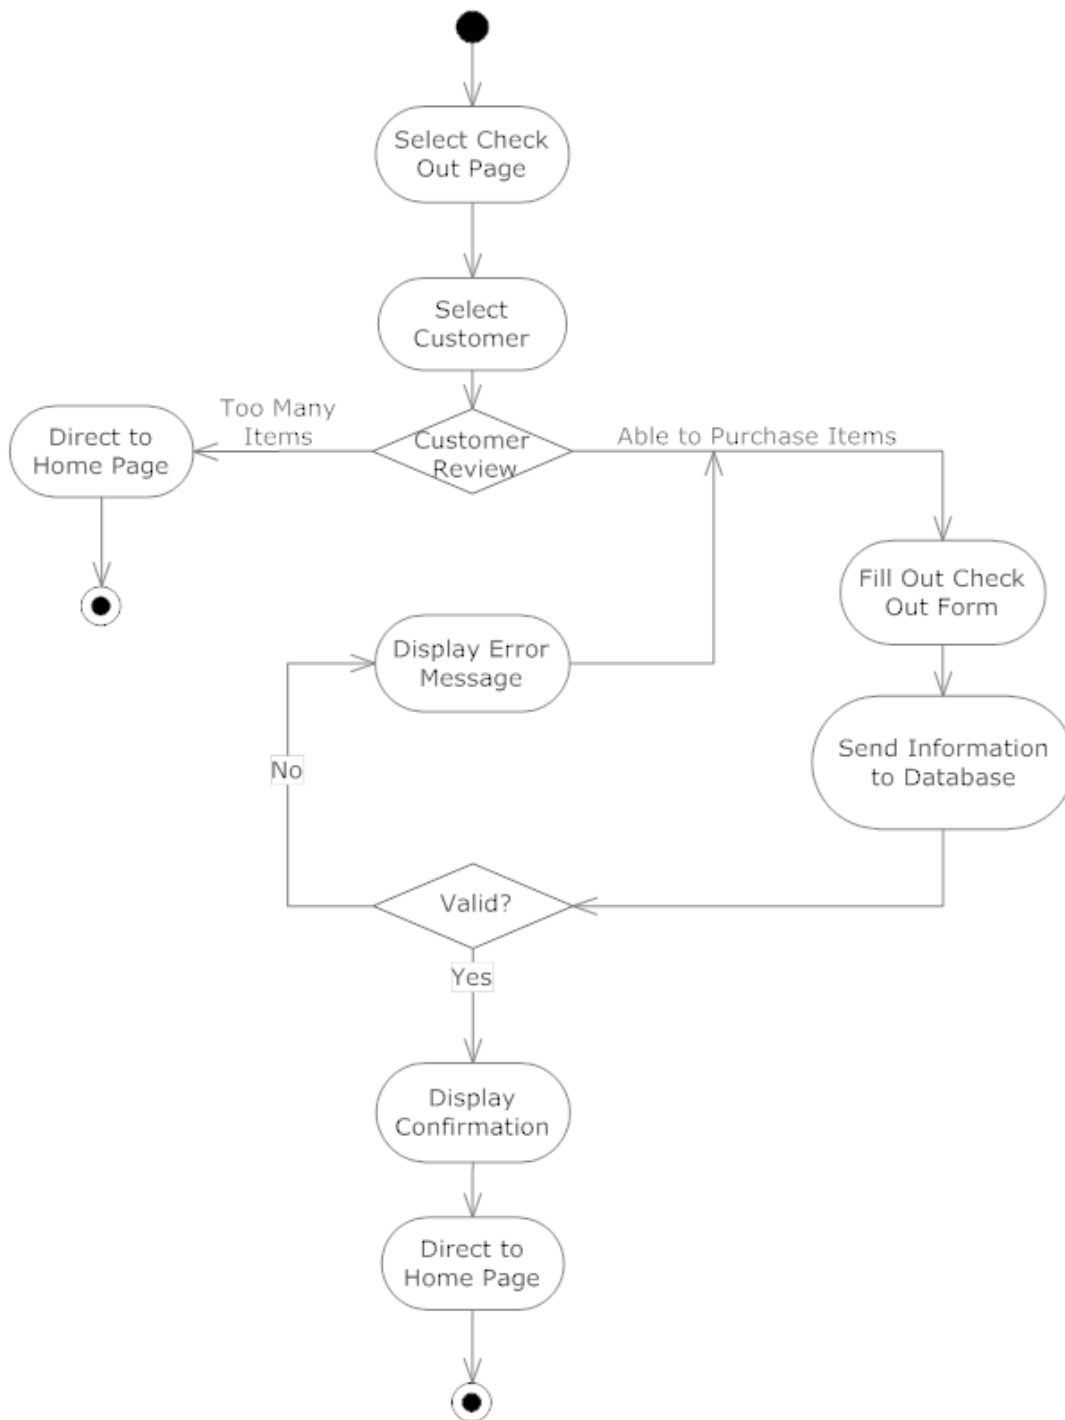 Select Check
Out Page
Select
Customer
Too Many
Items
Direct to
Home Page
Customer
Review
Able to Purchase Items
Fill Out Check
Out Form
Display Error
Message
Send Information
to Database
No
Valid?
Yes
Display
Confirmation
Direct to
Home Page